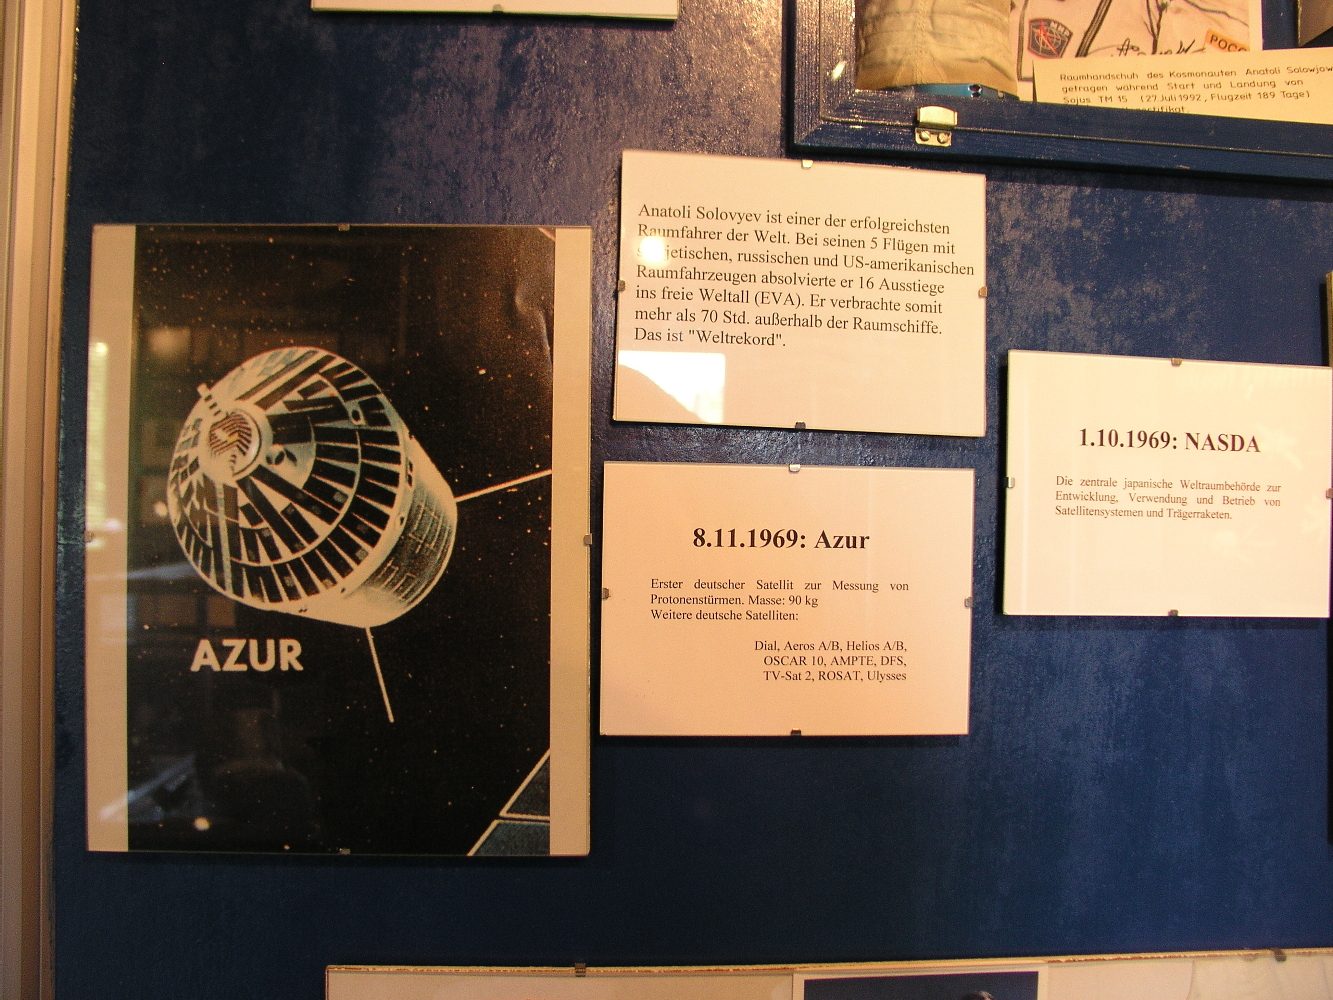 РОСС
Raumhandschuh des Kosmonauten Anatoli Solowjow
getragen während Start und Landung von
Sojus TM 15 (27.Juli 1992, Flugzeit 189 Tage)
Anatoli Solovyev ist einer der erfolgreichsten
Raumfahrer der Welt. Bei seinen 5 Flügen mit
sowjetischen, russischen und US-amerikanischen
Raumfahrzeugen absolvierte er 16 Ausstiege
ins freie Weltall (EVA). Er verbrachte somit
mehr als 70 Std. außerhalb der Raumschiffe.
Das ist "Weltrekord".
AZUR
8.11.1969: Azur
Erster deutscher Satellit zur Messung von
Protonenstürmen. Masse: 90 kg
Weitere deutsche Satelliten:
Dial, Aeros A/B, Helios A/B,
OSCAR 10, AMPTE, DFS,
TV-Sat 2, ROSAT, Ulysses
1.10.1969: NASDA
Die zentrale japanische Weltraumbehörde zur
Entwicklung, Verwendung und Betrieb von
Satellitensystemen und Trägerraketen.